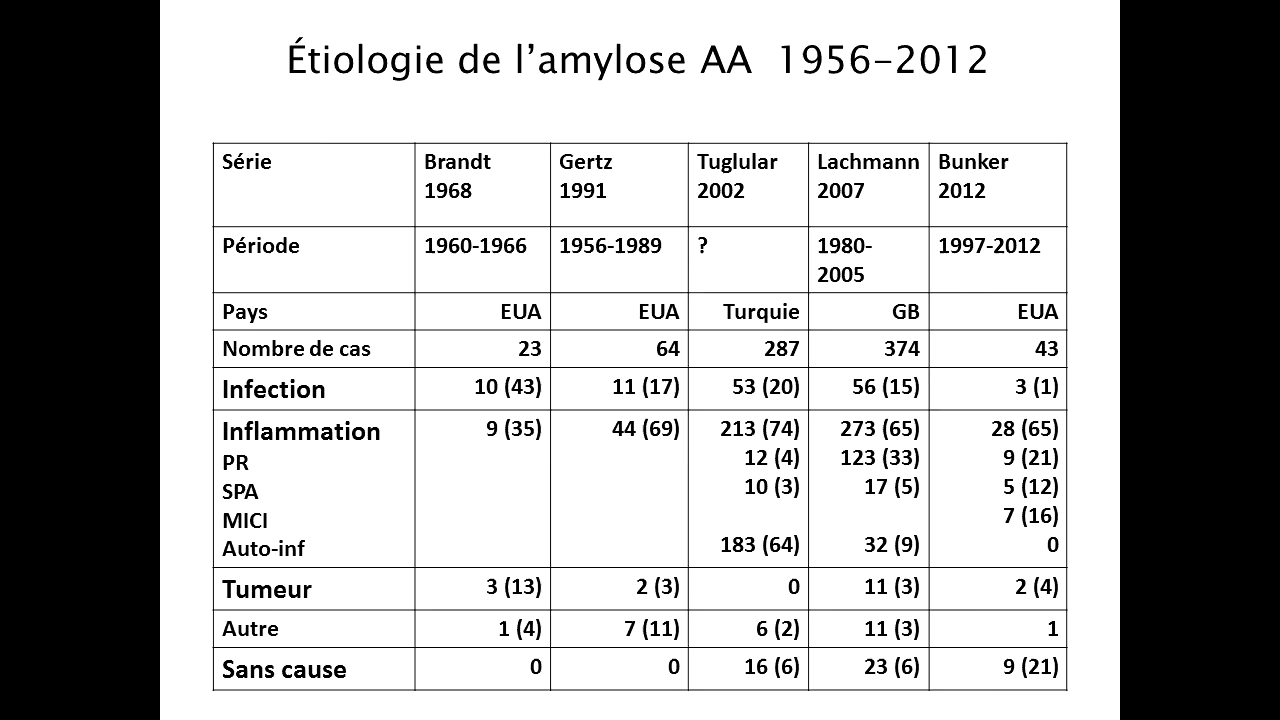 Étiologie de l’amylose AA 1956-2012
Série Brandt Gertz Tuglular Lachmann Bunker
1968 1991 2002 2007 2012
Période 1960-1966 1956-1989 ? 1980- 1997-2012
2005
Pays EUA EUA Turquie GB EUA
Nombre de cas 23 64 287 374 43
Infection 10 (43) 11 (17) 53 (20) 56 (15) 3 (1)
Inflammation 9 (35) 44 (69) 213 (74) 273 (65) 28 (65)
PR 12 (4) 123 (33) 9 (21)
SPA 10 (3) 17 (5) 5 (12)
MICI 7 (16)
Auto-inf 183 (64) 32 (9) 0
Tumeur 3 (13) 2 (3) 0 11 (3) 2 (4)
Autre 1 (4) 7 (11) 6 (2) 11 (3) 1
Sans cause 0 0 16 (6) 23 (6) 9 (21)